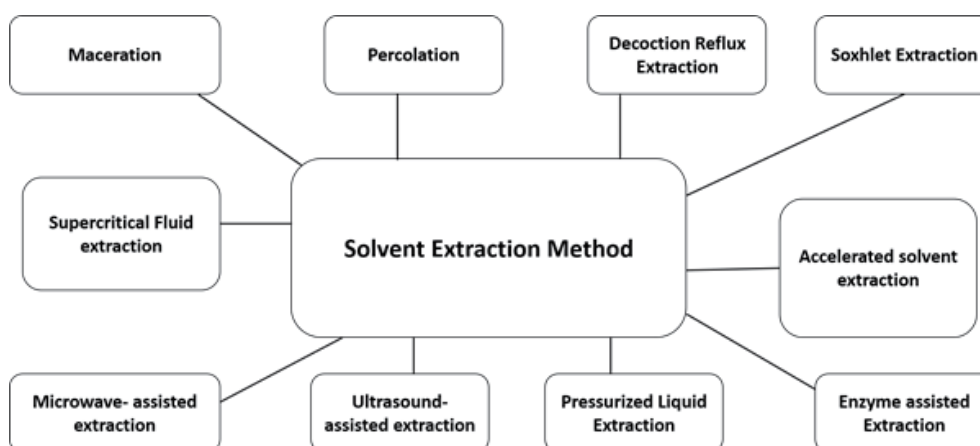 Maceration
Percolation
Decoction Reflux
Extraction
Soxhlet Extraction
Supercritical Fluid
extraction
Solvent Extraction Method
Accelerated solvent
extraction
Microwave- assisted
extraction
Ultrasound-
assisted extraction
Pressurized Liquid
Extraction
Enzyme assisted
Extraction